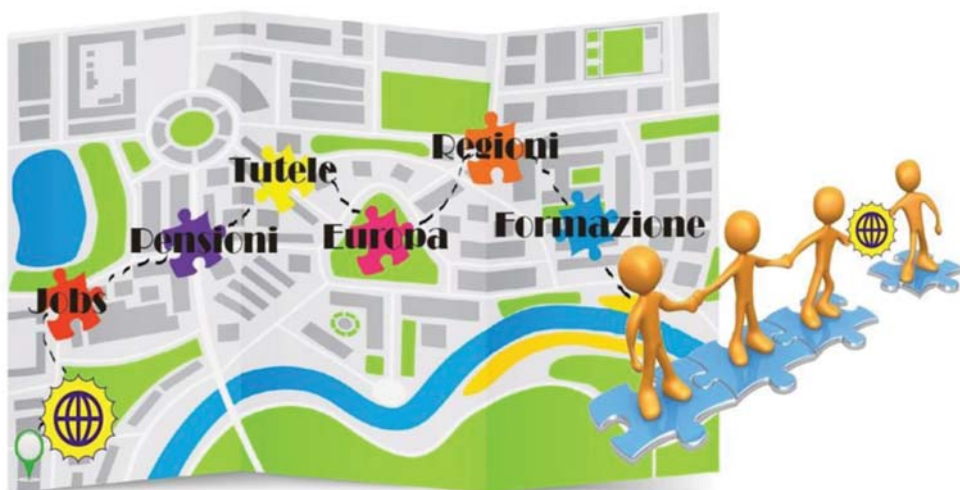 Jobs
Pensioni
Tutele
Europa
Regioni
Formazione